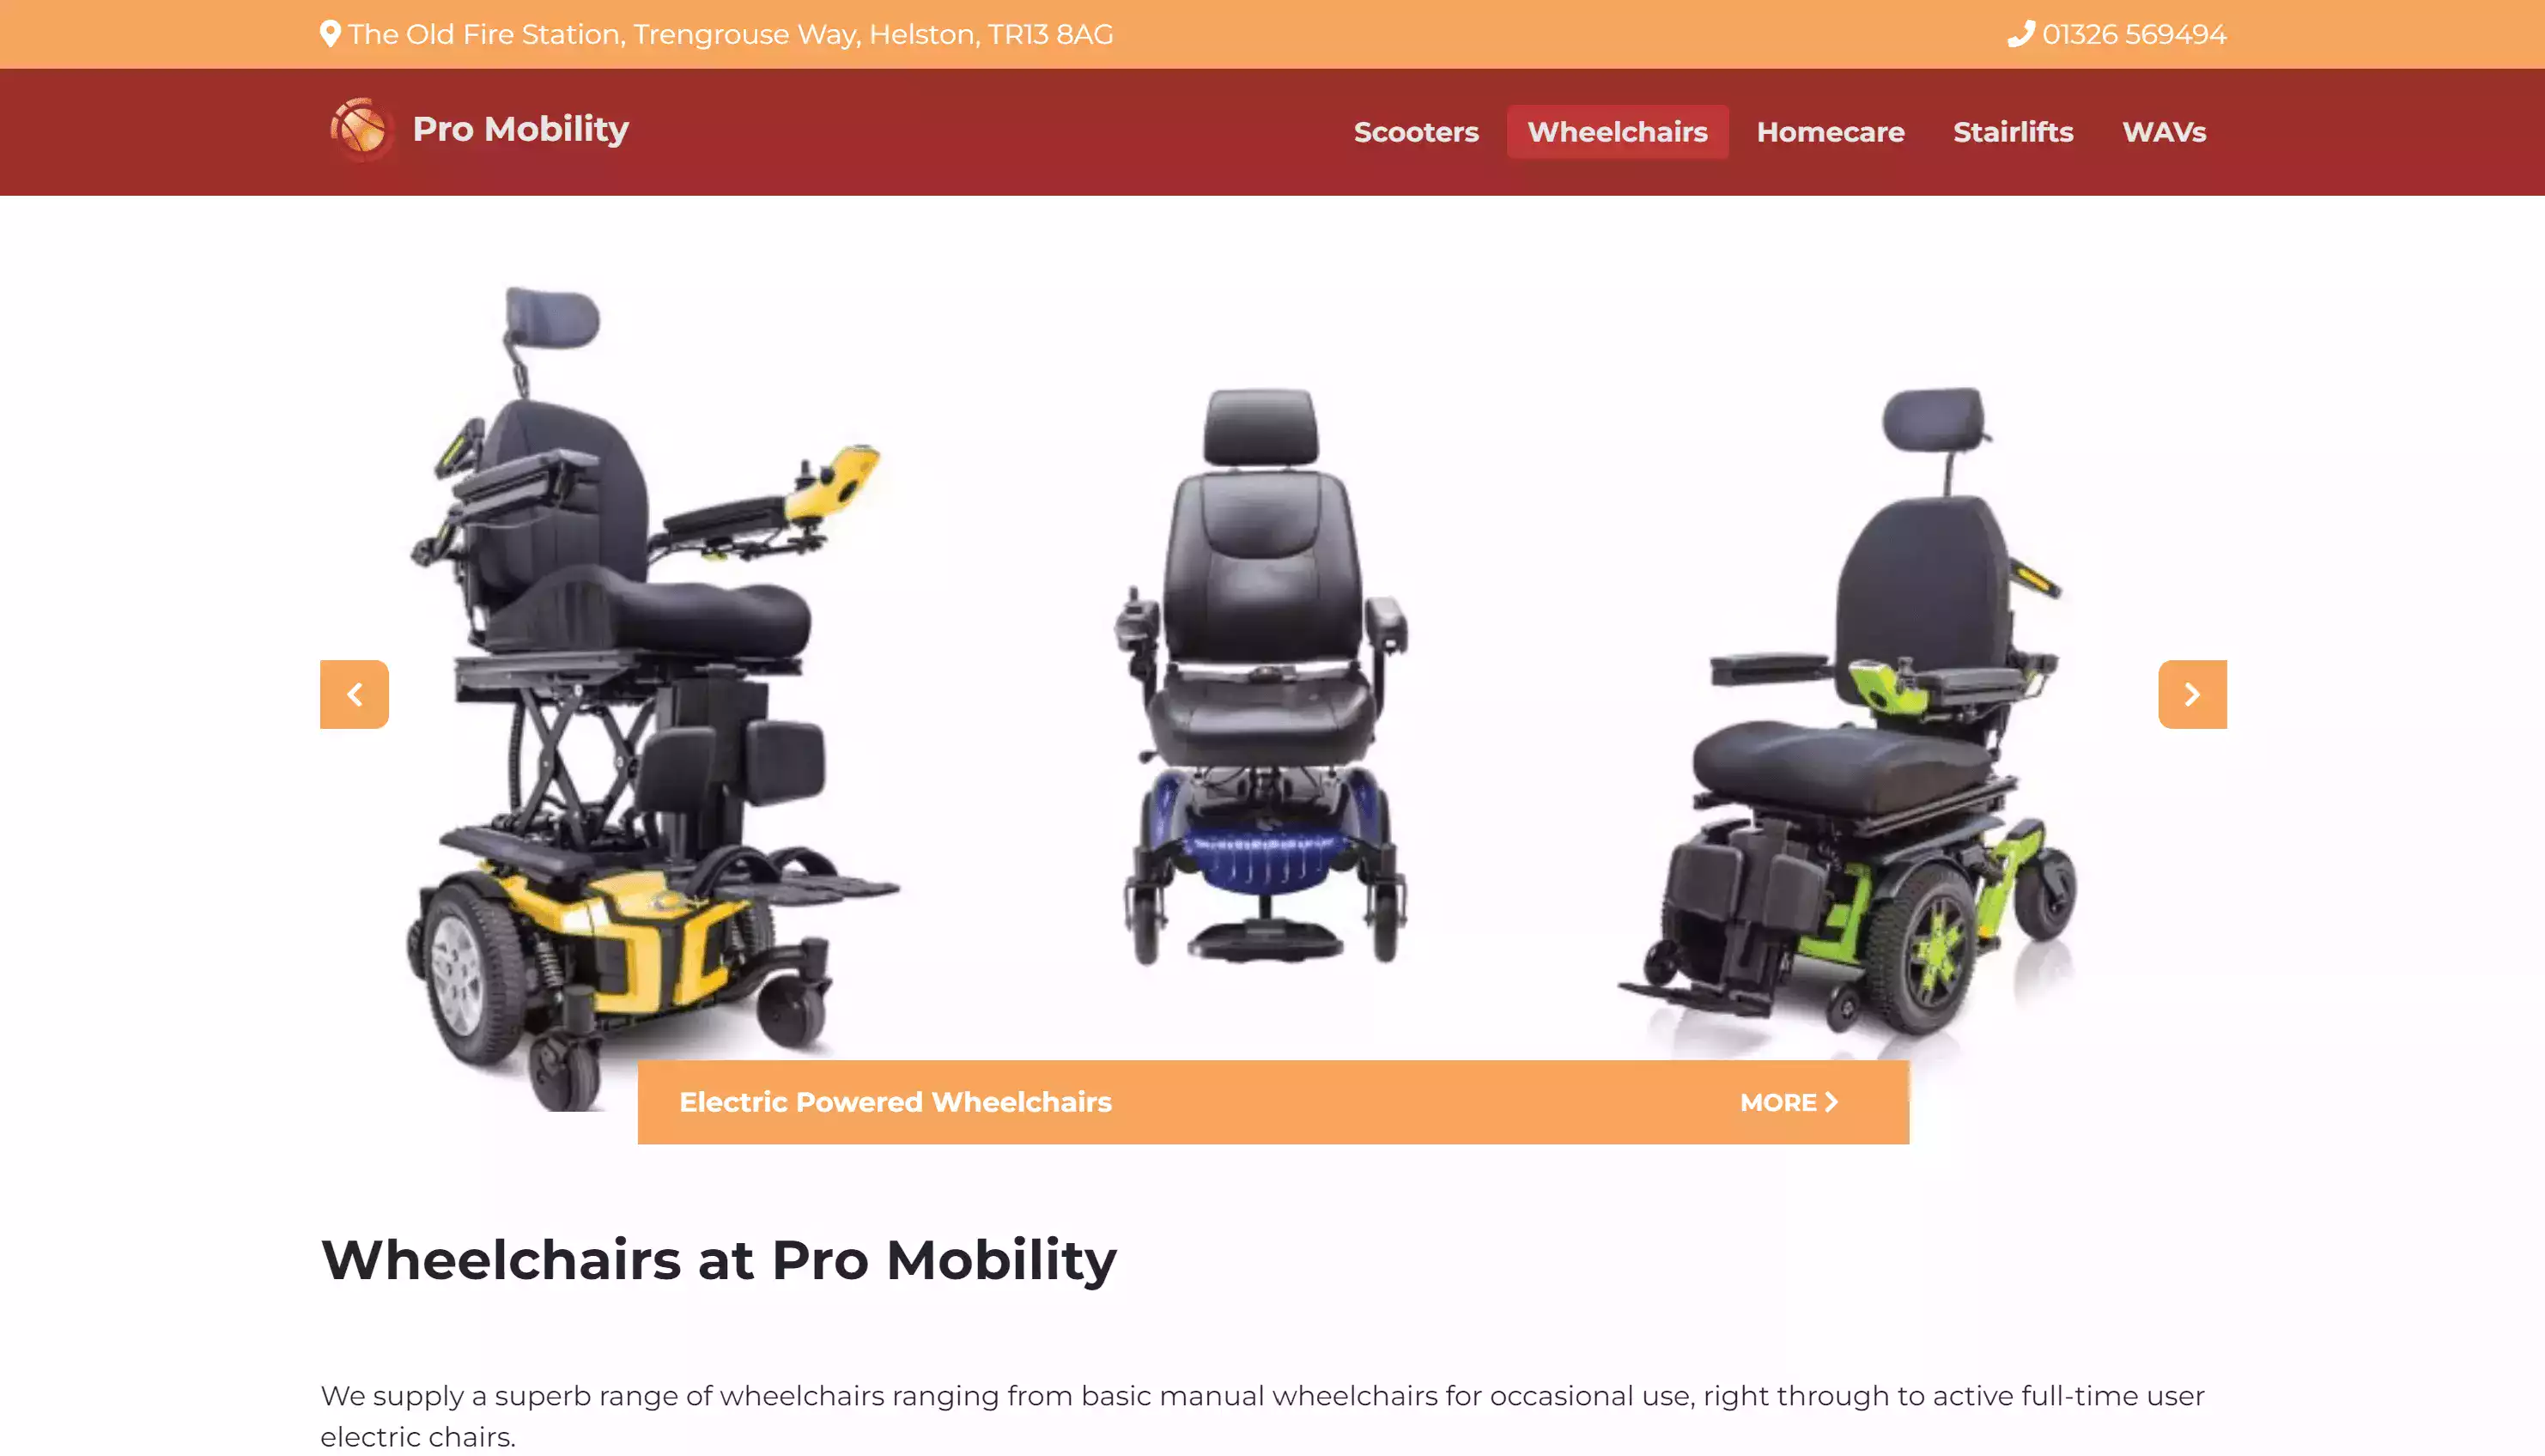 The Old Fire Station, Trengrouse Way, Helston, TR13 8AG
01326 569494
Pro Mobility
Scooters
Wheelchairs
Homecare
Stairlifts
WAVs
Electric Powered Wheelchairs
MORE
Wheelchairs at Pro Mobility
We supply a superb range of wheelchairs ranging from basic manual wheelchairs for occasional use, right through to active full-time user
electric chairs.